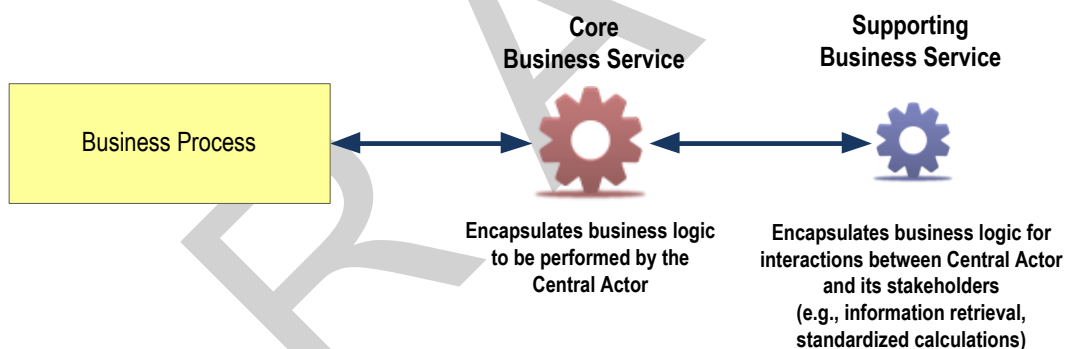 Core
Business Service
Supporting
Business Service
Business Process
Encapsulates business logic
to be performed by the
Central Actor
Encapsulates business logic for
interactions between Central Actor
and its stakeholders
(e.g., information retrieval,
standardized calculations)
RA